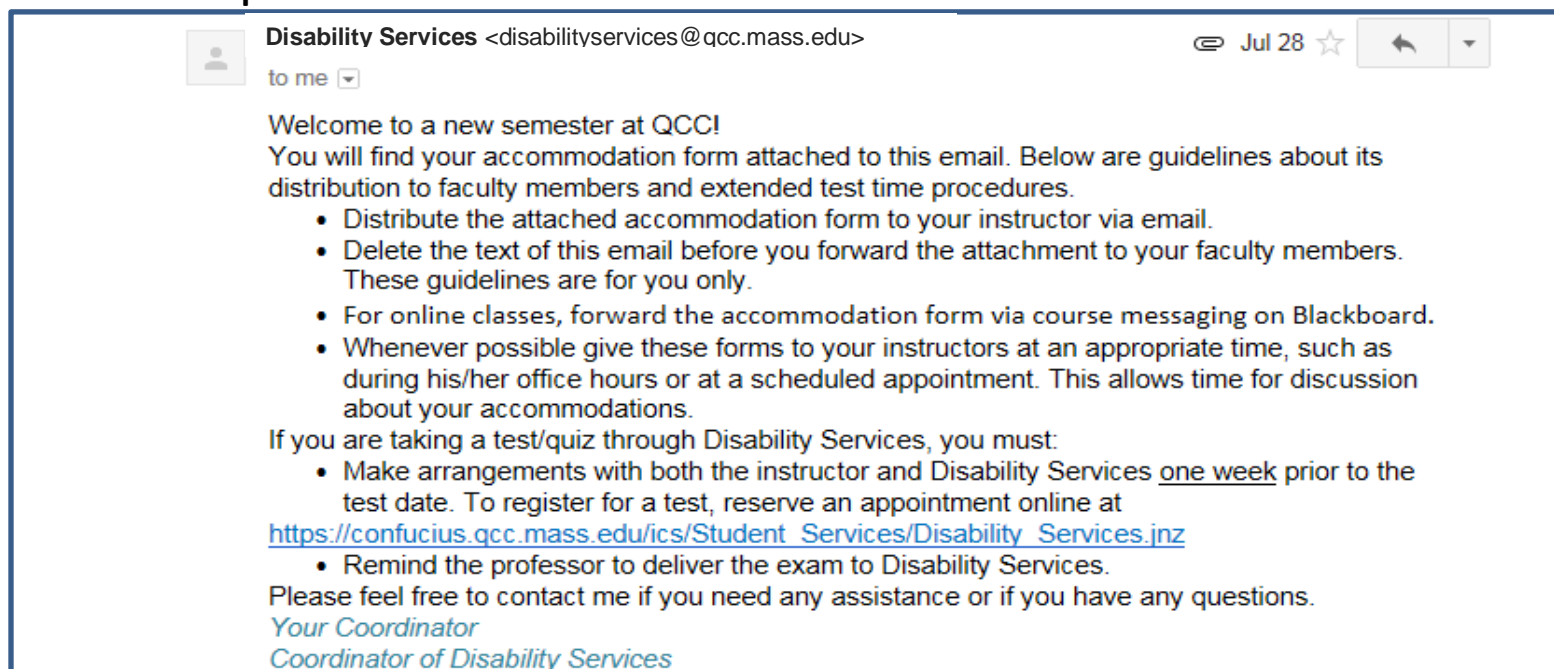 Disability Services <disabilityservices@qcc.mass.edu>
Jul 28
to me
Welcome to a new semester at QCC!
You will find your accommodation form attached to this email. Below are guidelines about its
distribution to faculty members and extended test time procedures.
• Distribute the attached accommodation form to your instructor via email.
• Delete the text of this email before you forward the attachment to your faculty members.
These guidelines are for you only.
• For online classes, forward the accommodation form via course messaging on Blackboard.
• Whenever possible give these forms to your instructors at an appropriate time, such as
during his/her office hours or at a scheduled appointment. This allows time for discussion
about your accommodations.
If you are taking a test/quiz through Disability Services, you must:
• Make arrangements with both the instructor and Disability Services one week prior to the
test date. To register for a test, reserve an appointment online at
https://confucius.qcc.mass.edu/ics/Student_Services/Disability_Services.jnz
• Remind the professor to deliver the exam to Disability Services.
Please feel free to contact me if you need any assistance or if you have any questions.
Your Coordinator
Coordinator of Disability Services